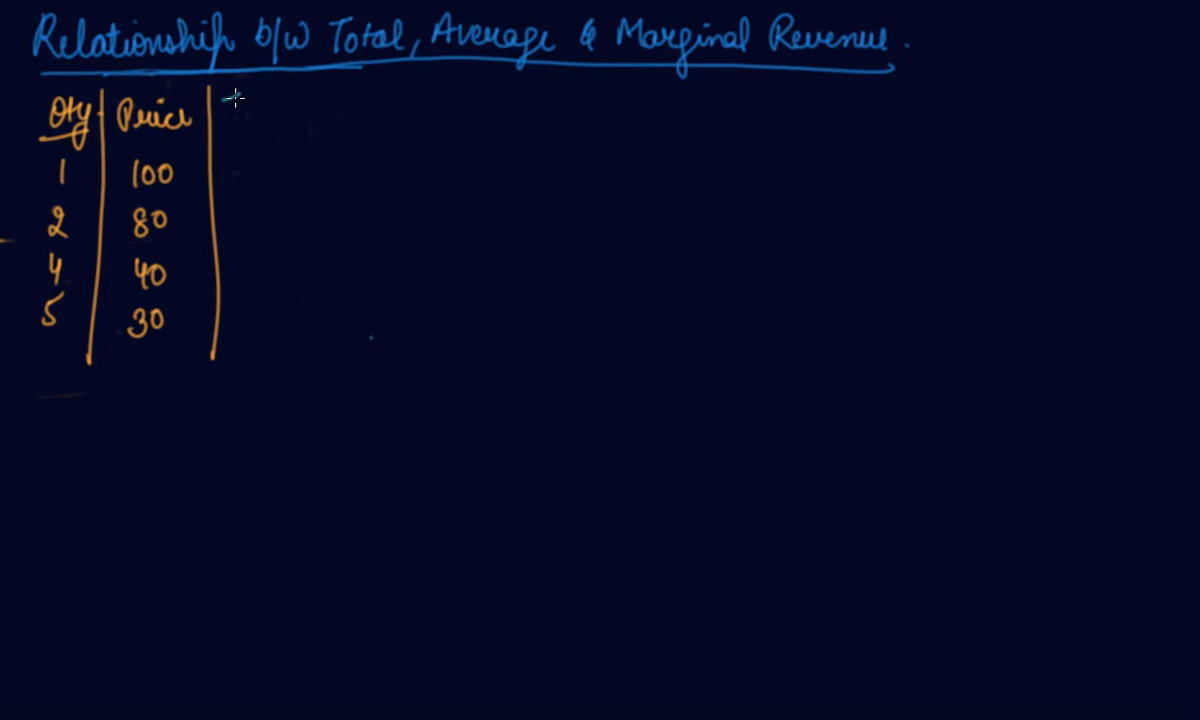 Relationship b/w Total, Average & Marginal Revenue.
Qty. Price
1 100
2 80
4 40
5 30